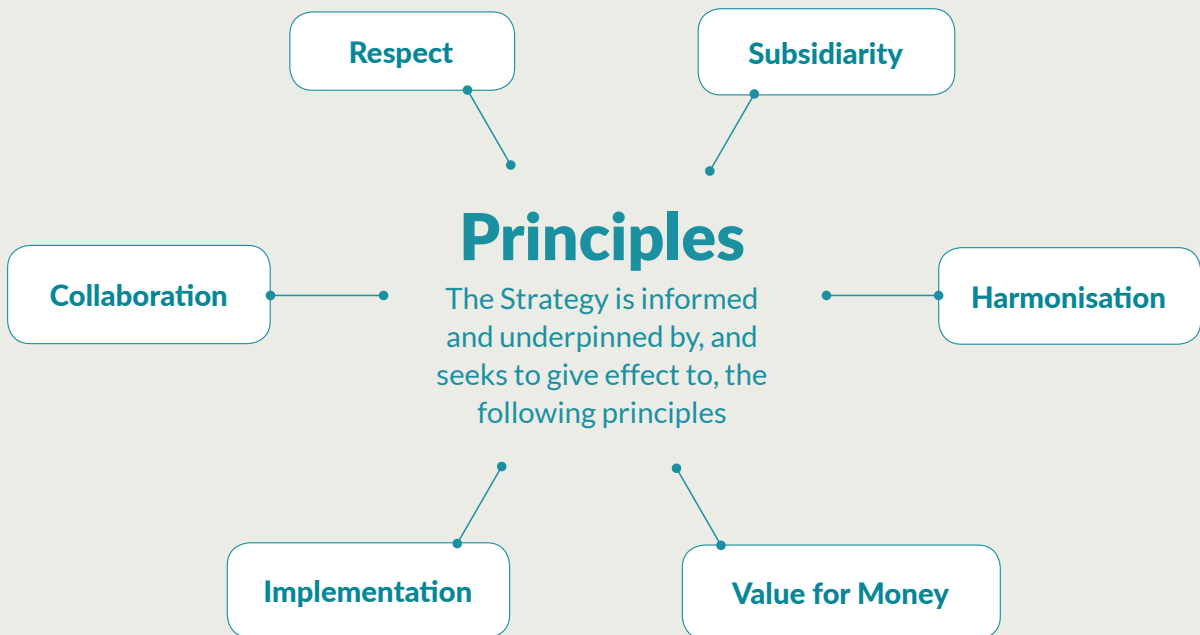 Respect
Subsidiarity
Principles
The Strategy is informed
and underpinned by, and
seeks to give effect to, the
following principles
Collaboration
Harmonisation
Implementation
Value for Money